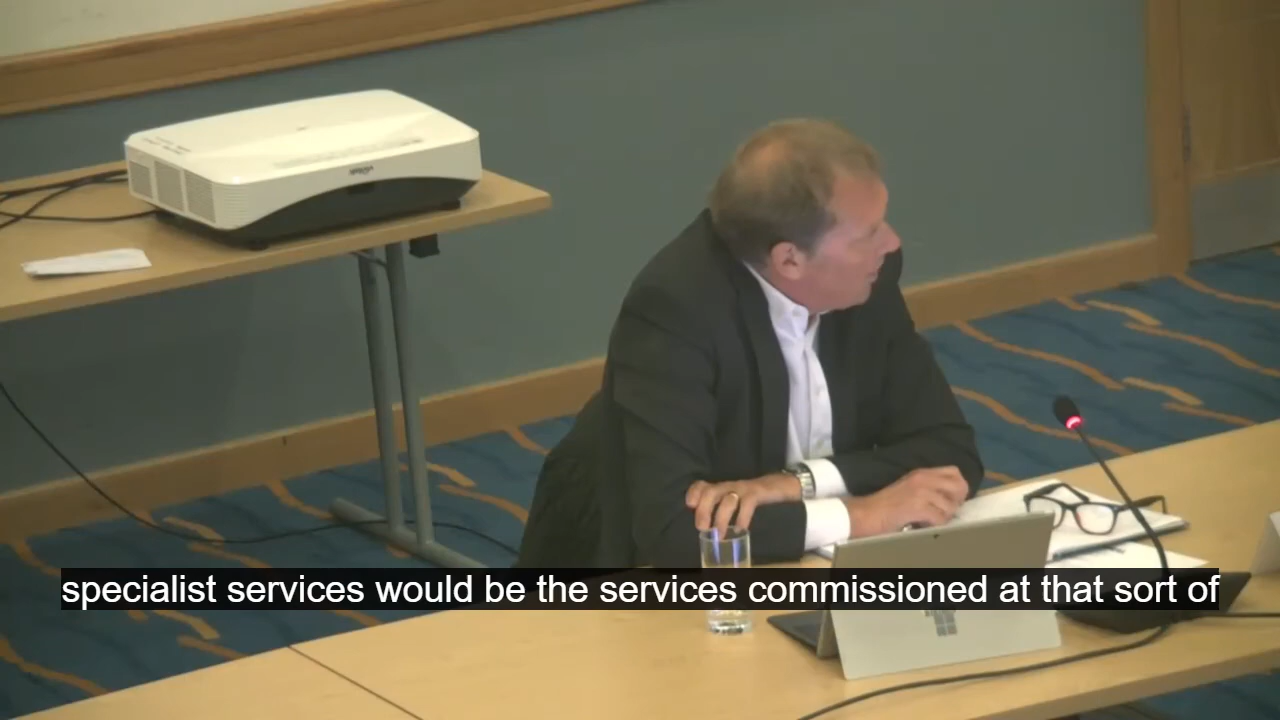 specialist services would be the services commissioned at that sort of